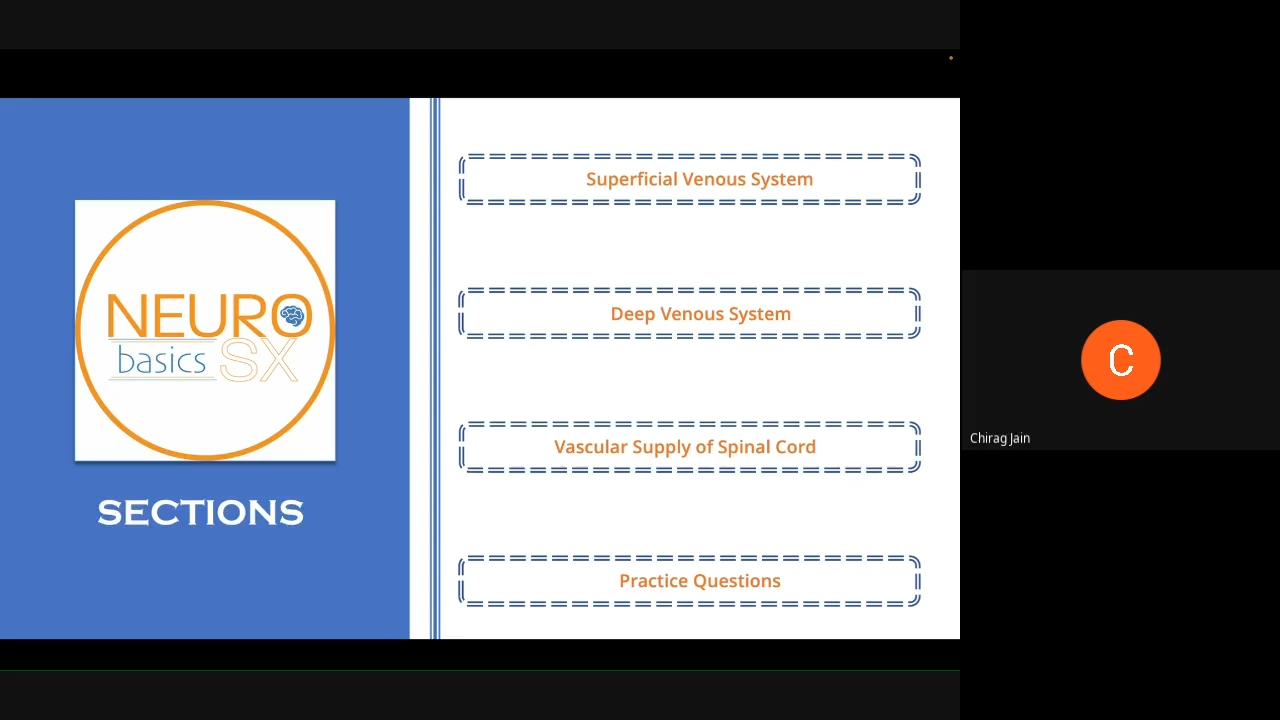 NEURO
basics SX
SECTIONS
Superficial Venous System
Deep Venous System
Vascular Supply of Spinal Cord
Practice Questions
C
Chirag Jain